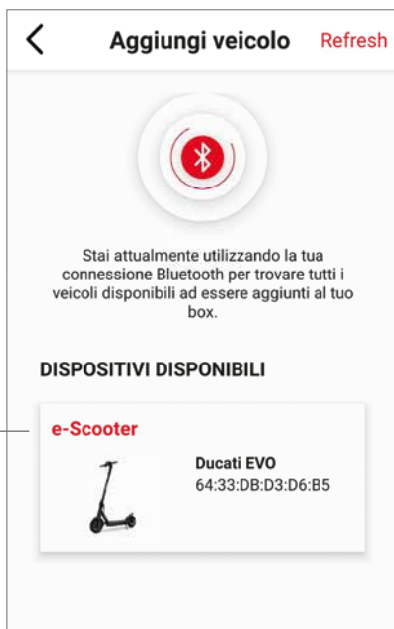 Aggiungi veicolo Refresh
Stai attualmente utilizzando la tua
connessione Bluetooth per trovare tutti i
veicoli disponibili ad essere aggiunti al tuo
box.
DISPOSITIVI DISPONIBILI
e-Scooter
Ducati EVO
64:33:DB:D3:D6:B5